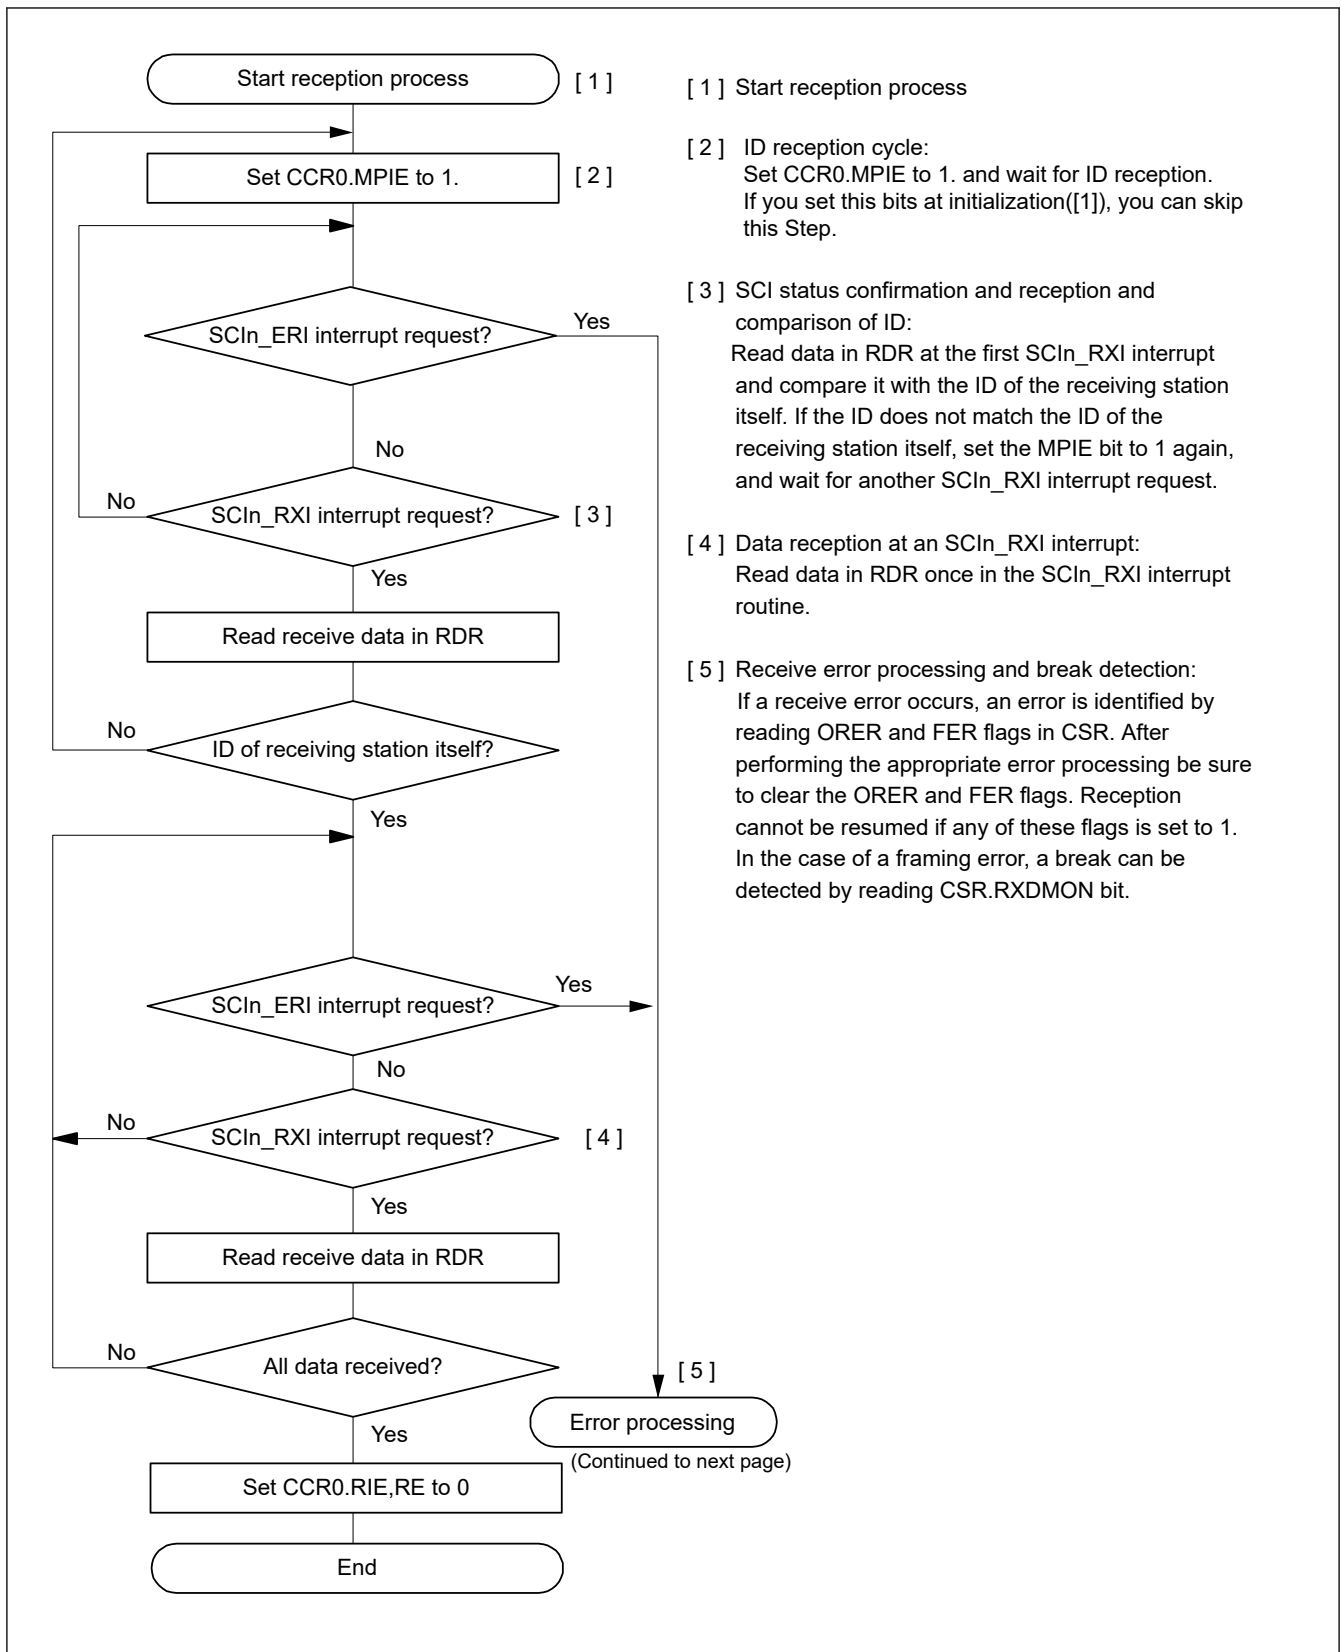 Start reception process
[ 1 ]
Set CCR0.MPIE to 1.
[ 2 ]
SCIn_ERI interrupt request?
Yes
No
No
SCIn_RXI interrupt request?
[ 3 ]
Yes
Read receive data in RDR
No
ID of receiving station itself?
Yes
SCIn_ERI interrupt request?
Yes
No
No
SCIn_RXI interrupt request?
[ 4 ]
Yes
Read receive data in RDR
No
All data received?
Yes
[ 5 ]
Error processing
(Continued to next page)
Set CCR0.RIE,RE to 0
End
[ 1 ] Start reception process
[ 2 ] ID reception cycle:
Set CCR0.MPIE to 1. and wait for ID reception.
If you set this bits at initialization([1]), you can skip
this Step.
[ 3 ] SCI status confirmation and reception and
comparison of ID:
Read data in RDR at the first SCIn_RXI interrupt
and compare it with the ID of the receiving station
itself. If the ID does not match the ID of the
receiving station itself, set the MPIE bit to 1 again,
and wait for another SCIn_RXI interrupt request.
[ 4 ] Data reception at an SCIn_RXI interrupt:
Read data in RDR once in the SCIn_RXI interrupt
routine.
[ 5 ] Receive error processing and break detection:
If a receive error occurs, an error is identified by
reading ORER and FER flags in CSR. After
performing the appropriate error processing be sure
to clear the ORER and FER flags. Reception
cannot be resumed if any of these flags is set to 1.
In the case of a framing error, a break can be
detected by reading CSR.RXDMON bit.